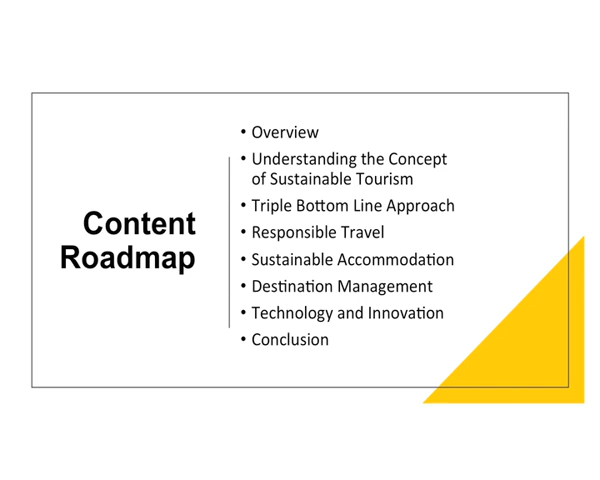 Content
Roadmap
• Overview
• Understanding the Concept
of Sustainable Tourism
• Triple Bottom Line Approach
• Responsible Travel
• Sustainable Accommodation
• Destination Management
• Technology and Innovation
• Conclusion